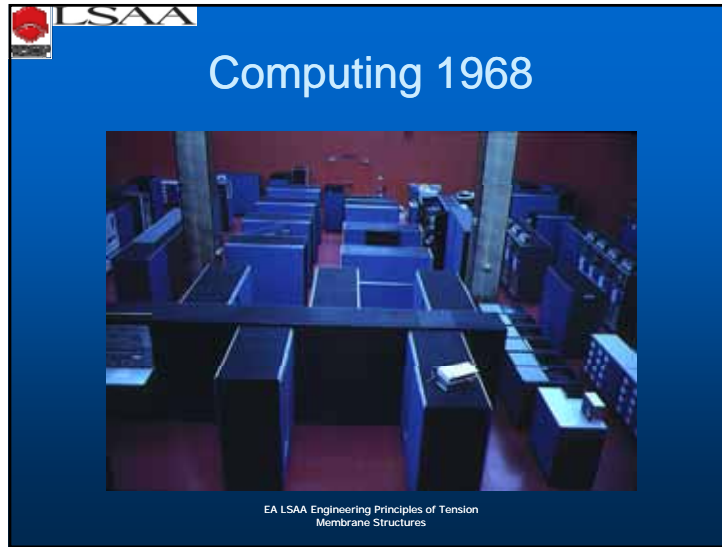 LSAA
Computing 1968
EA LSAA Engineering Principles of Tension
Membrane Structures